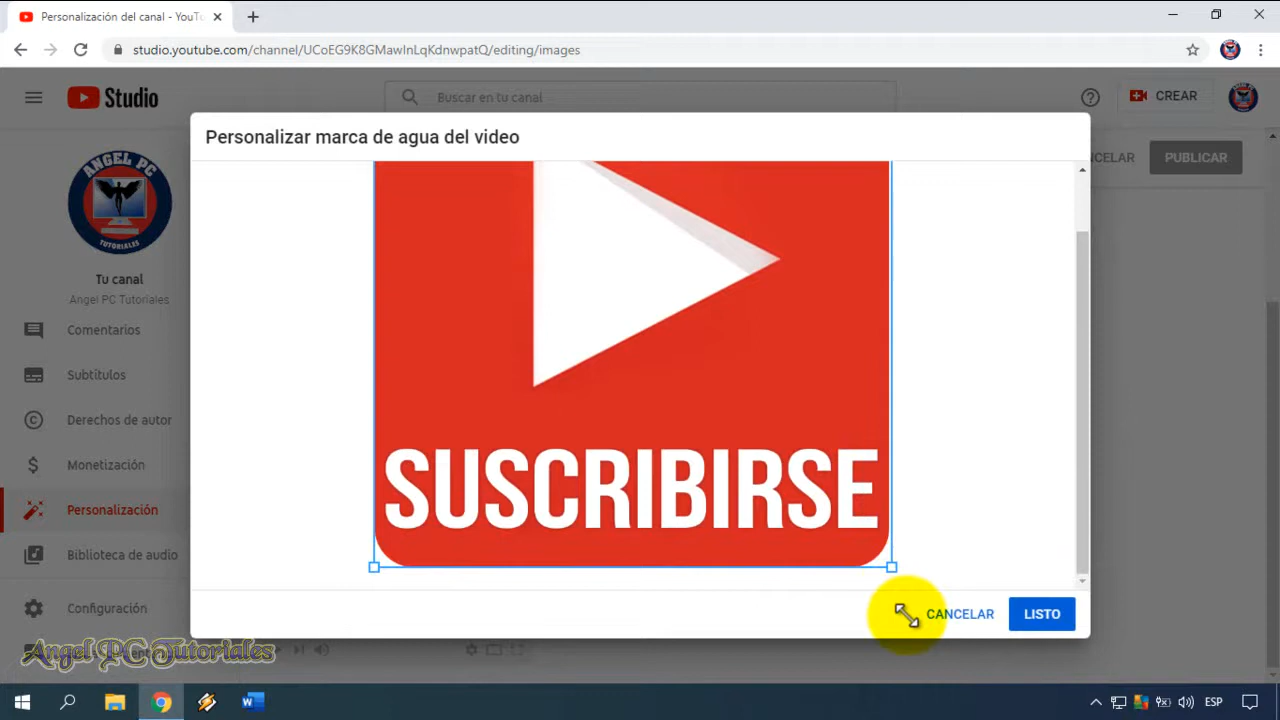 Personalización del canal - YouTu
studio.youtube.com/channel/UCoEG9K8GMawInLqKdnwpatQ/editing/images
Studio
Buscar en tu canal
CREAR
Personalizar marca de agua del video
CELAR
PUBLICAR
ANGEL PC
TUTORIALES
Tu canal
Angel PC Tutoriales
Comentarios
Subtítulos
Derechos de autor
Monetización
Personalización
Biblioteca de audio
Configuración
SUSCRIBIRSE
CANCELAR
LISTO
Angel PC Tutoriales
ESP